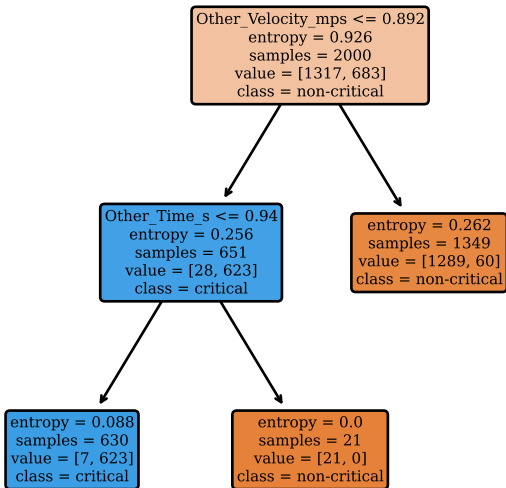 Other_Velocity_mps <= 0.892
entropy = 0.926
samples = 2000
value = [1317, 683]
class = non-critical
Other_Time_s <= 0.94
entropy = 0.256
samples = 651
value = [28, 623]
class = critical
entropy = 0.262
samples = 1349
value = [1289, 60]
class = non-critical
entropy = 0.088
samples = 630
value = [7, 623]
class = critical
entropy = 0.0
samples = 21
value = [21, 0]
class = non-critical